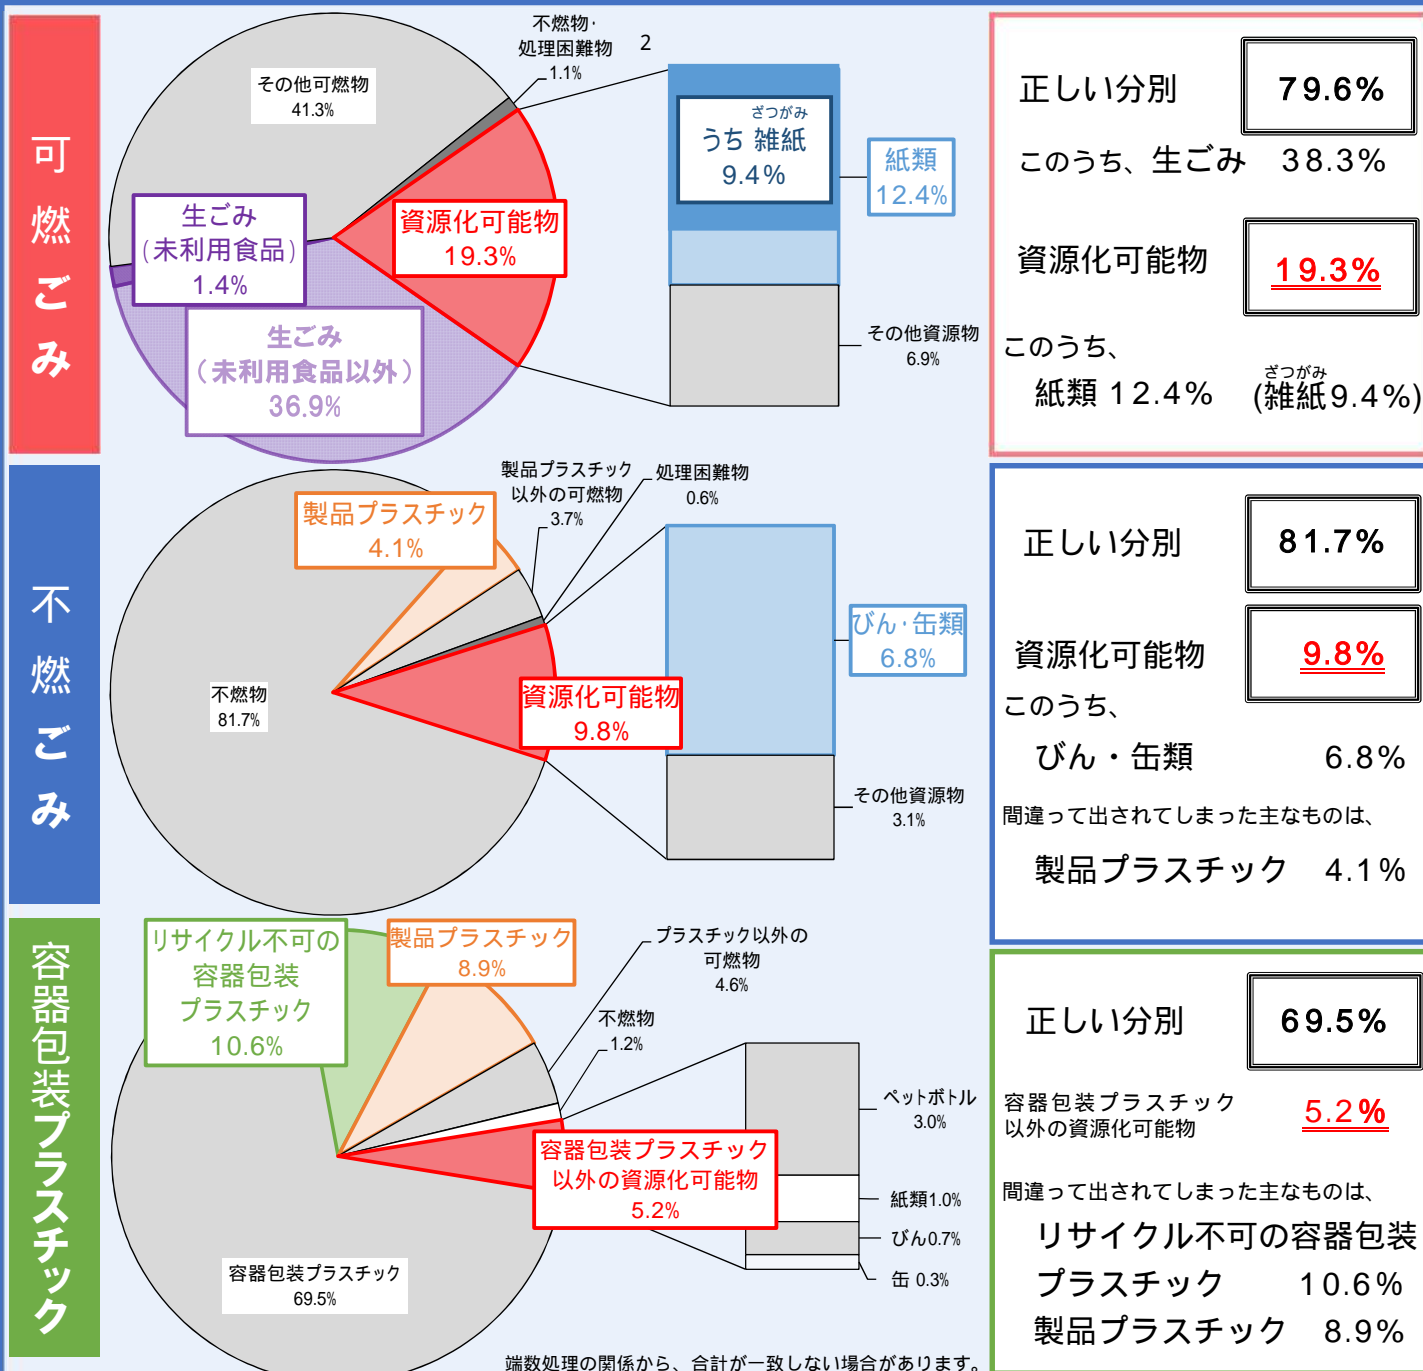 可燃ごみ
その他可燃物
41.3%
不燃物・
処理困難物
1.1%
2
生ごみ
(未利用食品)
1.4%
生ごみ
(未利用食品以外)
36.9%
資源化可能物
19.3%
ざつがみ
うち 雑紙
9.4%
紙類
12.4%
その他資源物
6.9%
正しい分別 79.6%
このうち、生ごみ 38.3%
資源化可能物 19.3%
このうち、
ざつがみ
紙類 12.4% (雑紙9.4%)
不燃ごみ
製品プラスチック
4.1%
製品プラスチック
以外の可燃物
3.7%
処理困難物
0.6%
不燃物
81.7%
資源化可能物
9.8%
びん・缶類
6.8%
その他資源物
3.1%
正しい分別 81.7%
資源化可能物 9.8%
このうち、
びん・缶類 6.8%
間違って出されてしまった主なものは、
製品プラスチック 4.1%
容器包装プラスチック
リサイクル不可の
容器包装
プラスチック
10.6%
製品プラスチック
8.9%
プラスチック以外の
可燃物
4.6%
不燃物
1.2%
容器包装プラスチック
以外の資源化可能物
5.2%
容器包装プラスチック
69.5%
ペットボトル
3.0%
紙類1.0%
びん0.7%
缶 0.3%
正しい分別 69.5%
容器包装プラスチック
以外の資源化可能物 5.2%
間違って出されてしまった主なものは、
リサイクル不可の容器包装
プラスチック 10.6%
製品プラスチック 8.9%
端数処理の関係から、合計が一致しない場合があります。